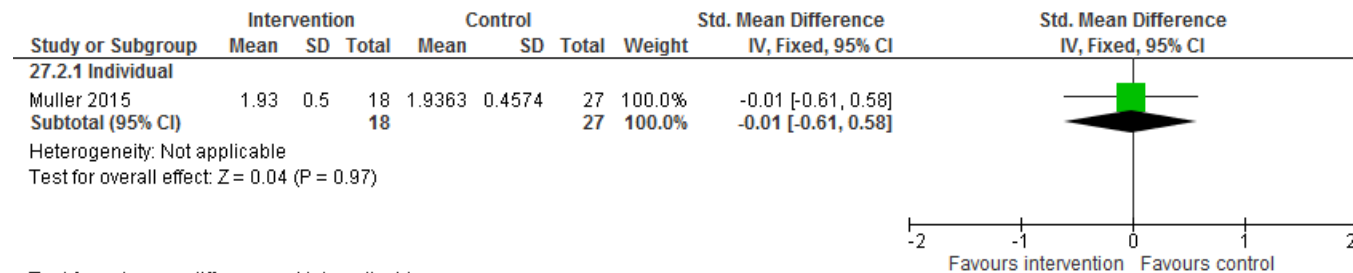 Intervention Control Std. Mean Difference Std. Mean Difference
Study or Subgroup Mean SD Total Mean SD Total Weight IV, Fixed, 95% CI IV, Fixed, 95% CI
27.2.1 Individual
Muller 2015 1.93 0.5 18 1.9363 0.4574 27 100.0% -0.01 [-0.61, 0.58]
Subtotal (95% CI) 18 27 100.0% -0.01 [-0.61, 0.58]
Heterogeneity: Not applicable
Test for overall effect: Z = 0.04 (P = 0.97)
-2 -1 0 1 2
Favours intervention Favours control